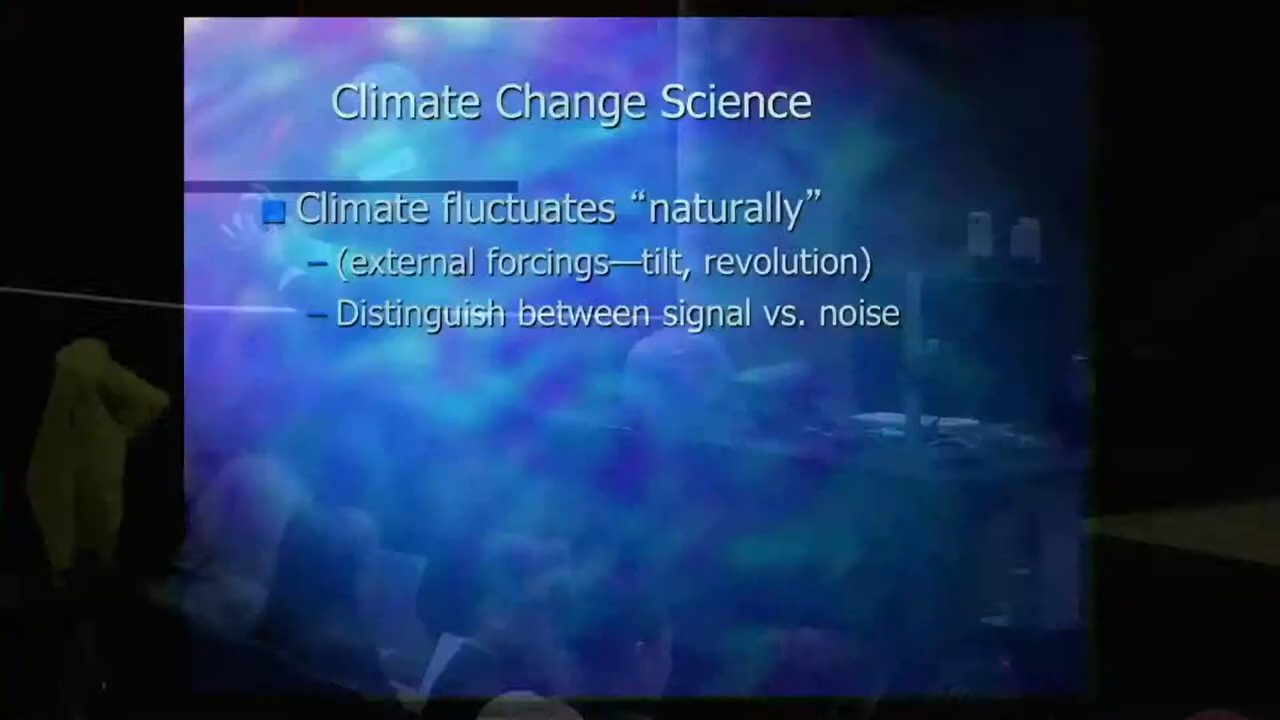 Climate Change Science
Climate fluctuates “naturally”
– (external forcings—tilt, revolution)
– Distinguish between signal vs. noise